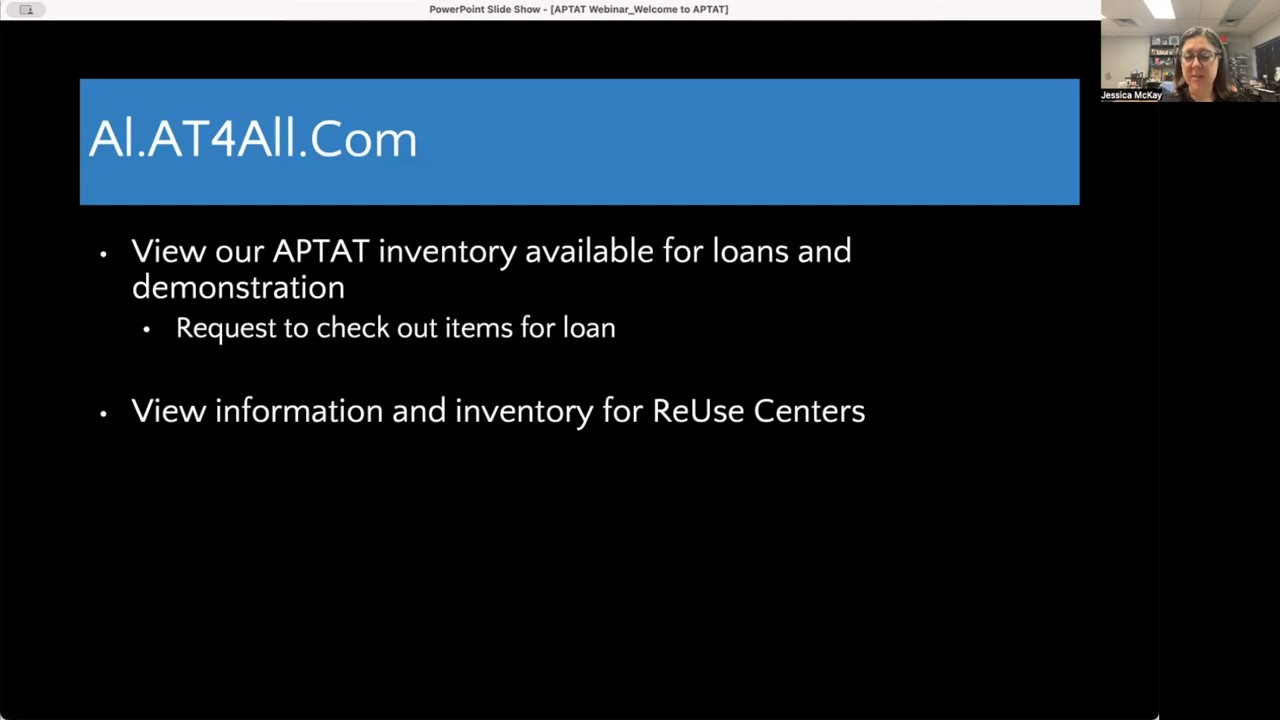 PowerPoint Slide Show - [APTAT Webinar_Welcome to APTAT]
Jessica McKay
Al.AT4All.Com
• View our APTAT inventory available for loans and
demonstration
• Request to check out items for loan
• View information and inventory for ReUse Centers